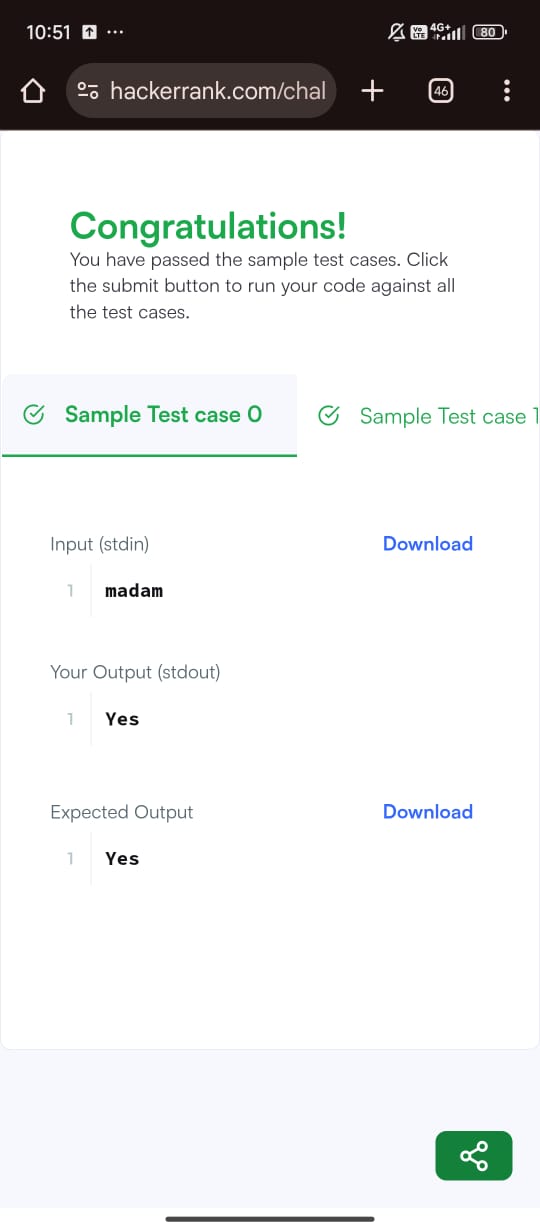 10:51 ...
Vo LTE 4G+ 80
hackerrank.com/chal
46
Congratulations!
You have passed the sample test cases. Click
the submit button to run your code against all
the test cases.
Sample Test case 0
Sample Test case 1
Input (stdin)
Download
1 madam
Your Output (stdout)
1 Yes
Expected Output
Download
1 Yes